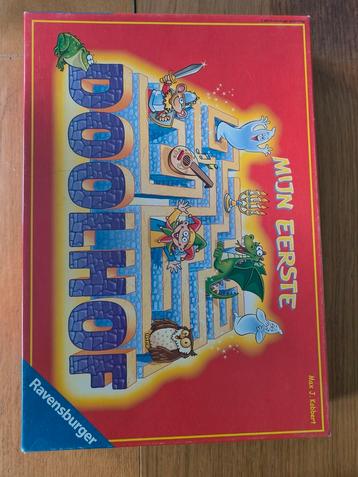 MIJN EERSTE
DOOLHOF
Max J. Kobbert
Ravensburger